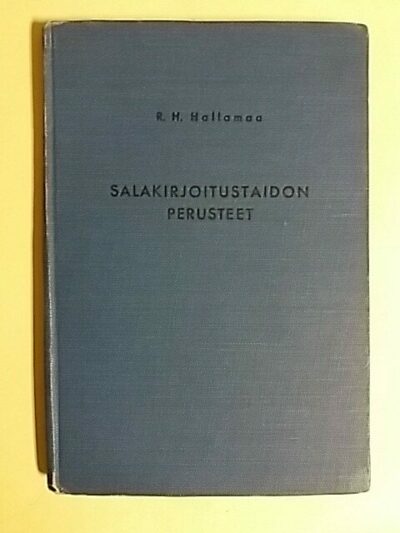 R. H. Hallamaa
SALAKIRJOITUSTAIDON
PERUSTEET